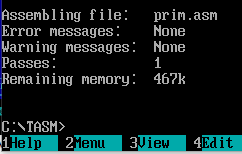 Assembling file:   prim.asm
Error messages:    None
Warning messages:  None
Passes:            1
Remaining memory:  467k
C:\TASM>
1Help  2Menu  3View  4Edit